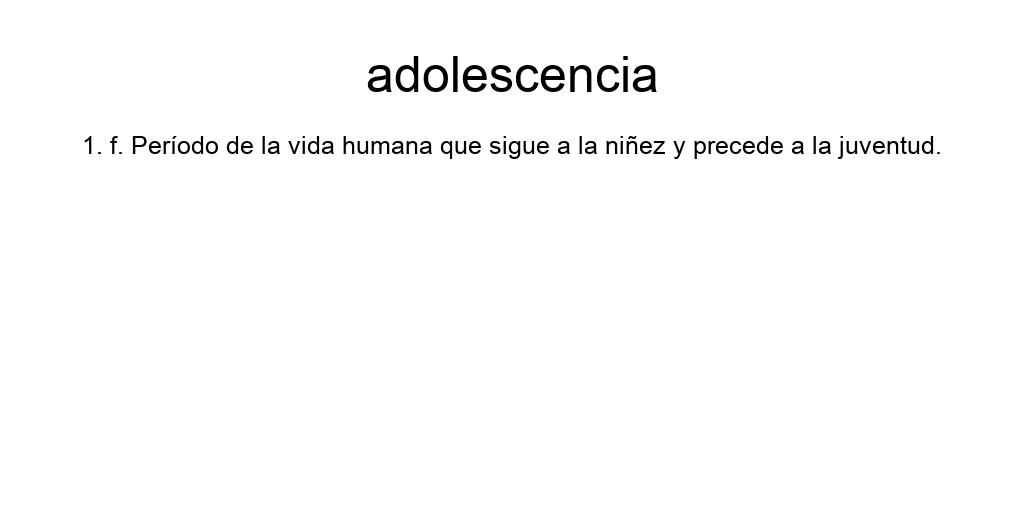 adolescencia
1. f. Período de la vida humana que sigue a la niñez y precede a la juventud.